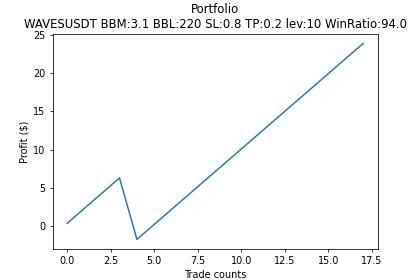 Portfolio
WAVESUSDT BBM:3.1 BBL:220 SL:0.8 TP:0.2 lev:10 WinRatio:94.0
25
20
15
10
5
0
Profit ($)
0.0 2.5 5.0 7.5 10.0 12.5 15.0 17.5
Trade counts